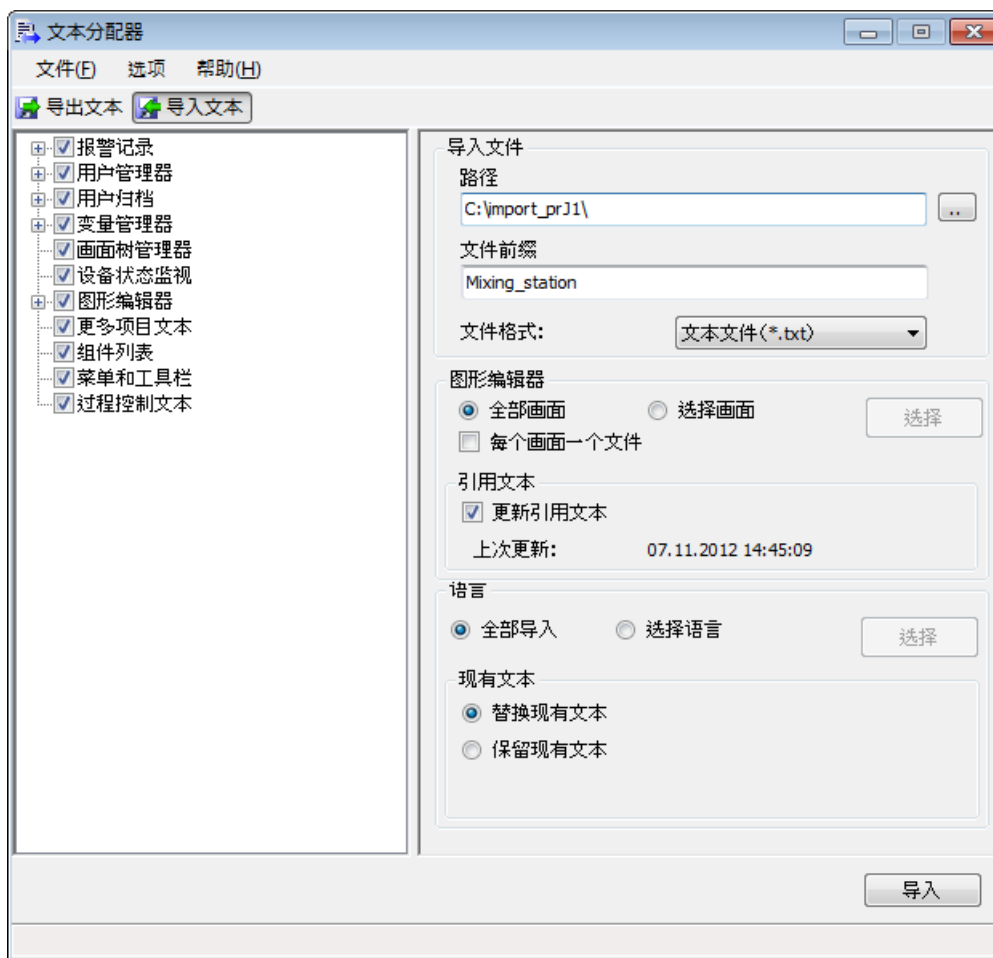 文本分配器
文件(F) 选项 帮助(H)
导出文本 导入文本
报警记录
用户管理器
用户归档
变量管理器
画面树管理器
设备状态监视
图形编辑器
更多项目文本
组件列表
菜单和工具栏
过程控制文本
导入文件
路径
C:\import_prJ1\
..
文件前缀
Mixing_station
文件格式: 文本文件(*.txt)
图形编辑器
全部画面 选择画面 选择
每个画面一个文件
引用文本
更新引用文本
上次更新: 07.11.2012 14:45:09
语言
全部导入 选择语言 选择
现有文本
替换现有文本
保留现有文本
导入